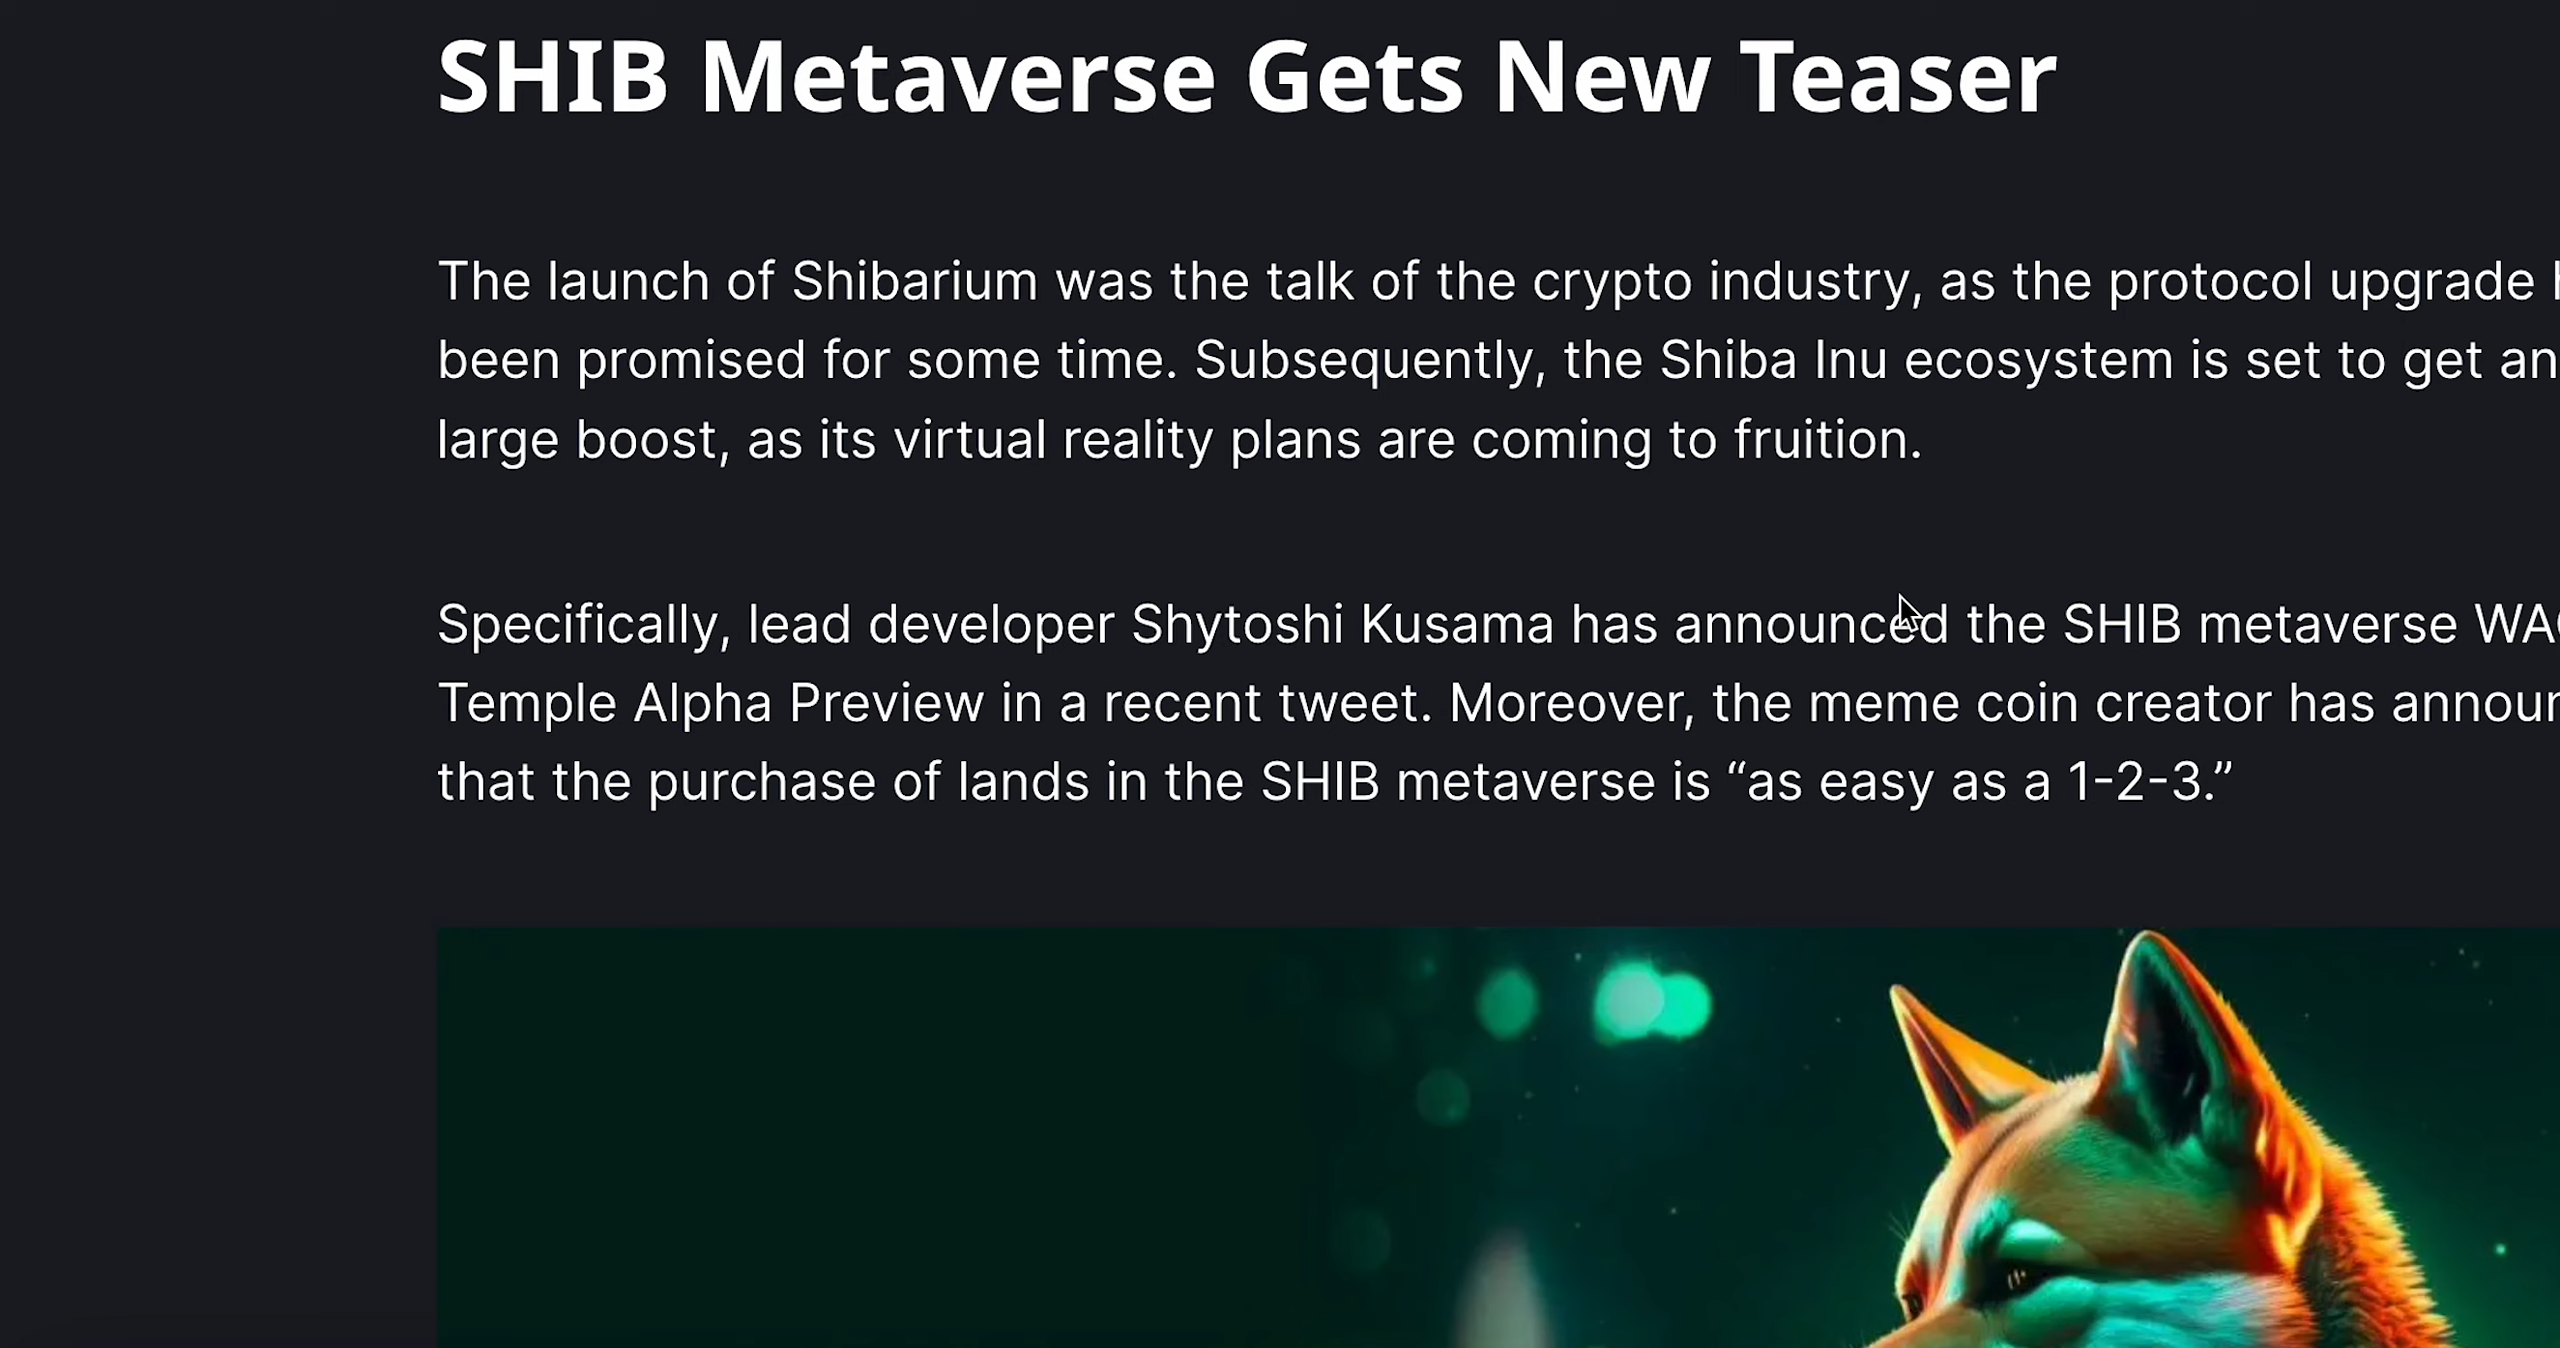 SHIB Metaverse Gets New Teaser
The launch of Shibarium was the talk of the crypto industry, as the protocol upgrade
been promised for some time. Subsequently, the Shiba Inu ecosystem is set to get an
large boost, as its virtual reality plans are coming to fruition.
Specifically, lead developer Shytoshi Kusama has announced the SHIB metaverse
Temple Alpha Preview in a recent tweet. Moreover, the meme coin creator has
that the purchase of lands in the SHIB metaverse is “as easy as a 1-2-3.”